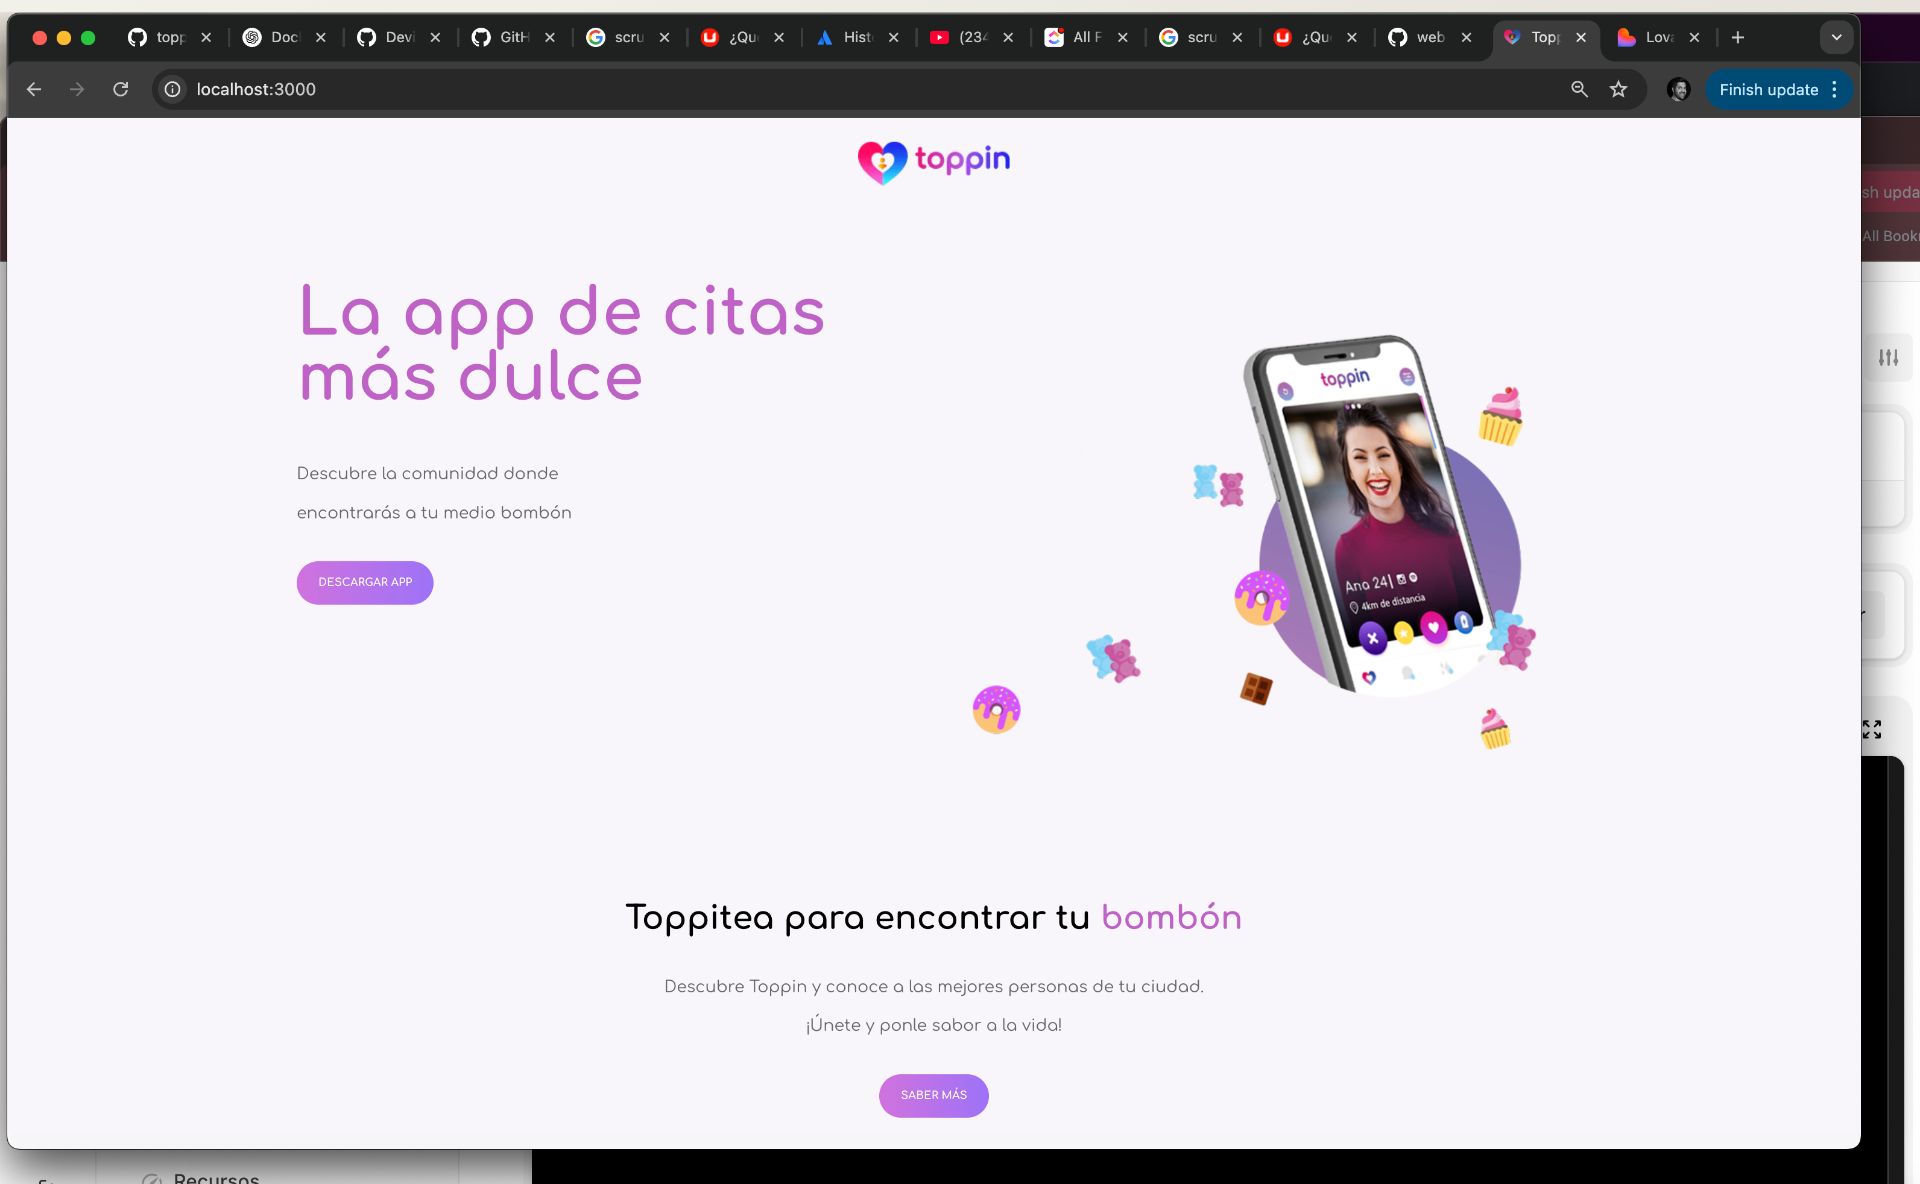 topp
Doc
Devi
GitH
scru
¿Qu
Hist
(234
All F
scru
¿Qu
web
Topp
Lova
localhost:3000
Finish update
sh upda
All Book
toppin
La app de citas
más dulce
Descubre la comunidad donde
encontrarás a tu medio bombón
DESCARGAR APP
toppin
Ana 24
4km de distancia
Toppitea para encontrar tu bombón
Descubre Toppin y conoce a las mejores personas de tu ciudad.
¡Únete y ponle sabor a la vida!
SABER MÁS
Recursos